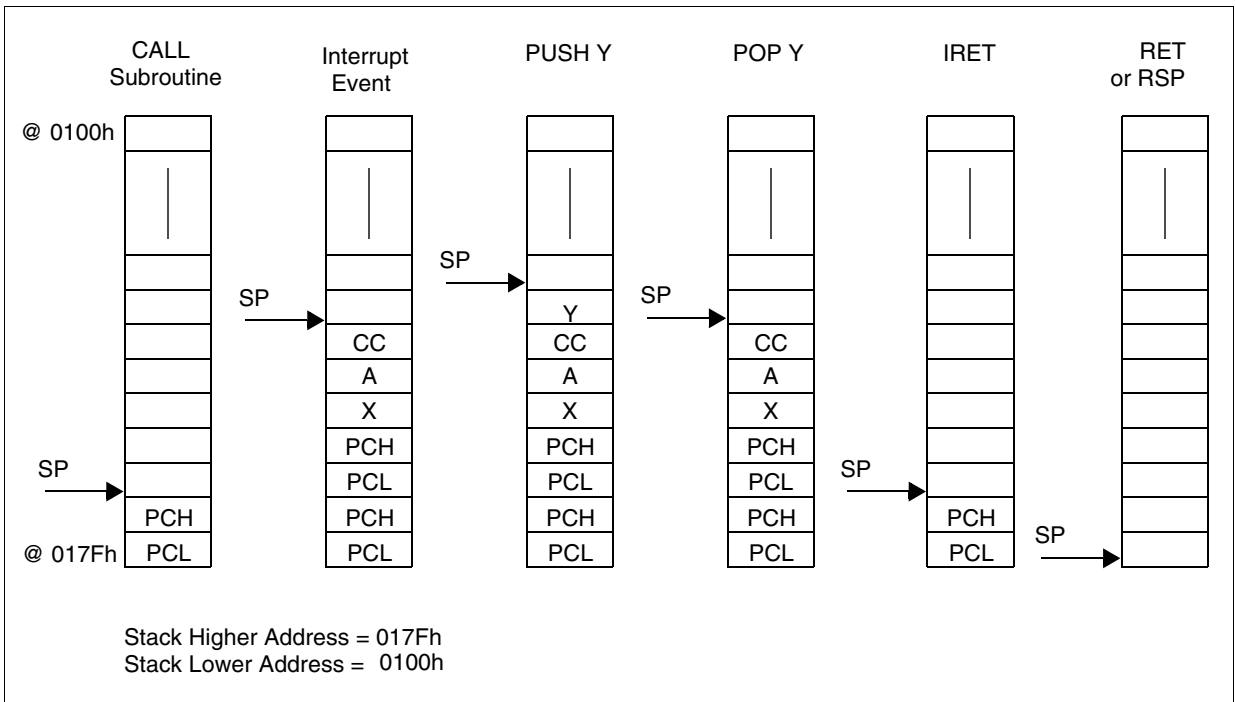 CALL
Subroutine
Interrupt
Event
PUSH Y
POP Y
IRET
RET
or RSP
@ 0100h
SP
SP
SP
Y
CC
CC
CC
A
A
A
X
X
X
PCH
PCH
PCH
SP
SP
PCL
PCL
PCL
PCH
PCH
PCH
PCH
PCH
SP
@ 017Fh
PCL
PCL
PCL
PCL
PCL
Stack Higher Address = 017Fh
Stack Lower Address = 0100h